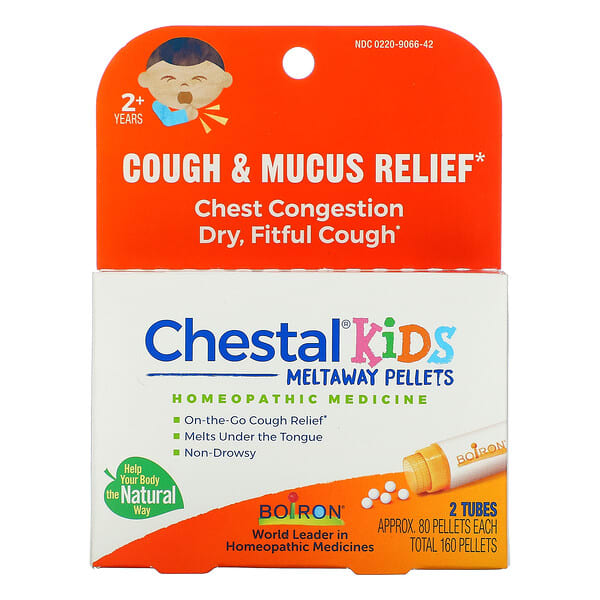 NDC 0220-9066-42
2+
YEARS
COUGH & MUCUS RELIEF*
Chest Congestion
Dry, Fitful Cough*
Chestal® Kids
MELTAWAY PELLETS
HOMEOPATHIC MEDICINE
• On-the-Go Cough Relief*
• Melts Under the Tongue
• Non-Drowsy
Help
Your Body
the Natural
Way
BOIRON®
BOIRON®
World Leader in
Homeopathic Medicines
2 TUBES
APPROX. 80 PELLETS EACH
TOTAL 160 PELLETS